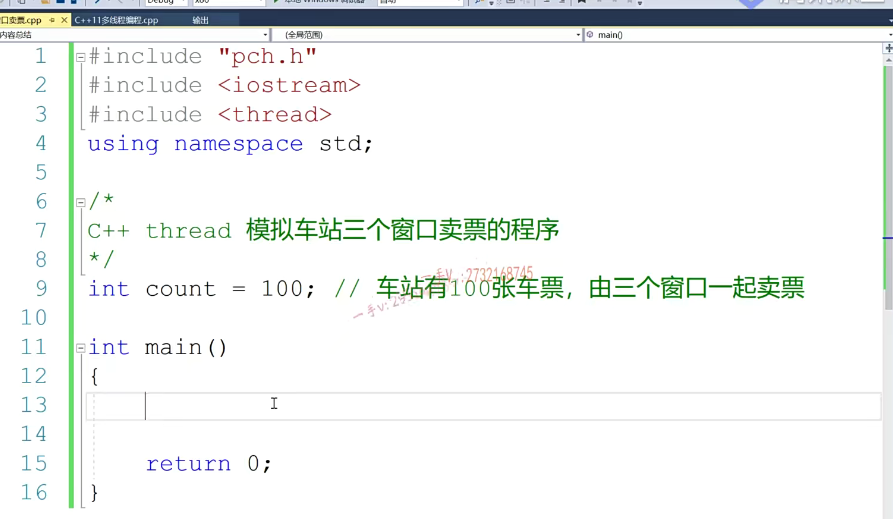 Debug x86 本地 Windows 调试器 自动
口卖票.cpp C++11多线程编程.cpp 输出
内容总结 (全局范围) main()
1 #include "pch.h"
2 #include <iostream>
3 #include <thread>
4 using namespace std;
5
6 /*
7 C++ thread 模拟车站三个窗口卖票的程序
8 */
9 int count = 100; // 车站有100张车票，由三个窗口一起卖票
10
11 int main()
12 {
13
14
15 return 0;
16 }